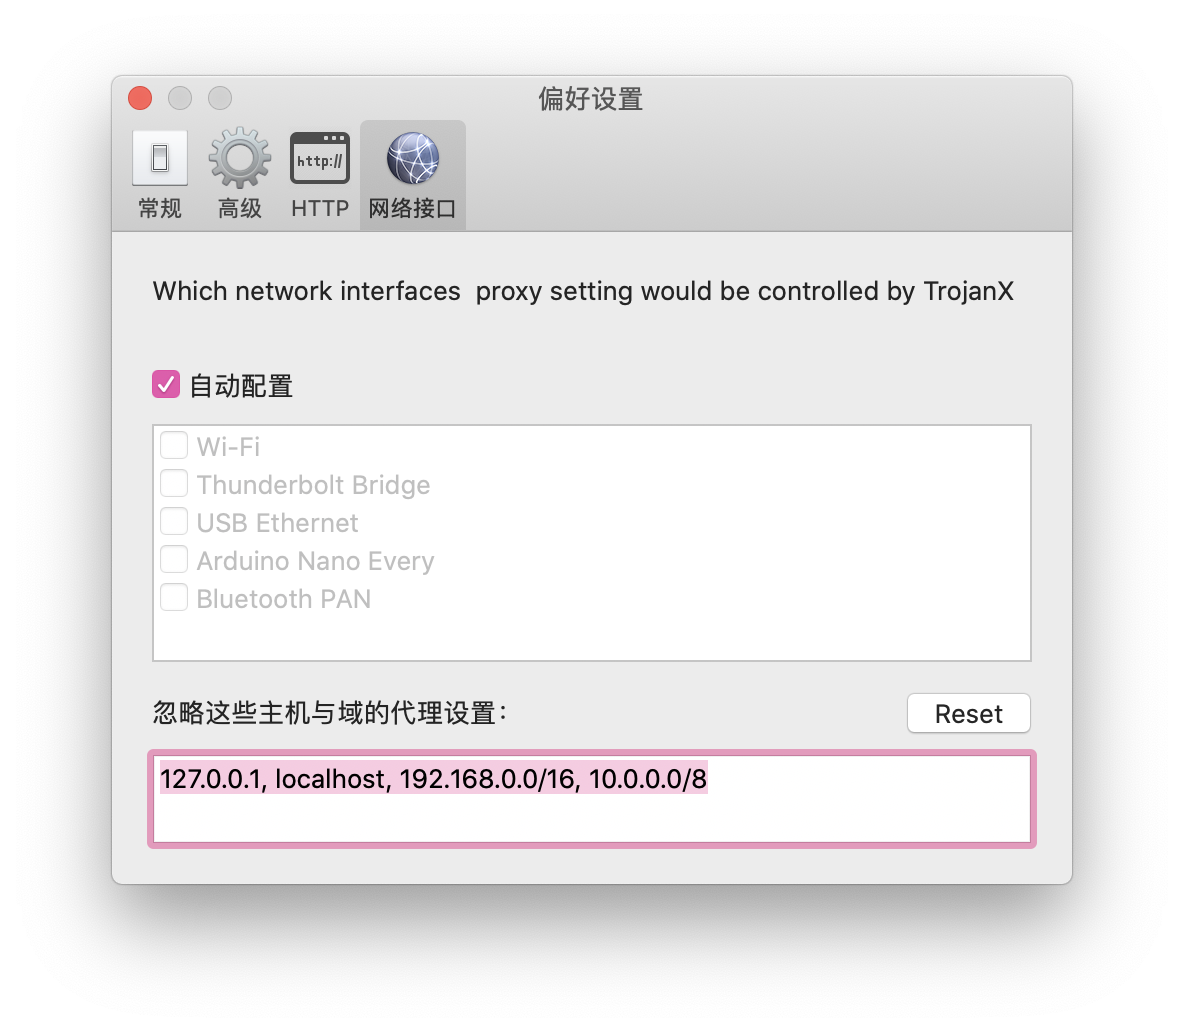 偏好设置
http://
常规 高级 HTTP 网络接口
Which network interfaces  proxy setting would be controlled by TrojanX
自动配置
Wi-Fi
Thunderbolt Bridge
USB Ethernet
Arduino Nano Every
Bluetooth PAN
忽略这些主机与域的代理设置： Reset
127.0.0.1, localhost, 192.168.0.0/16, 10.0.0.0/8